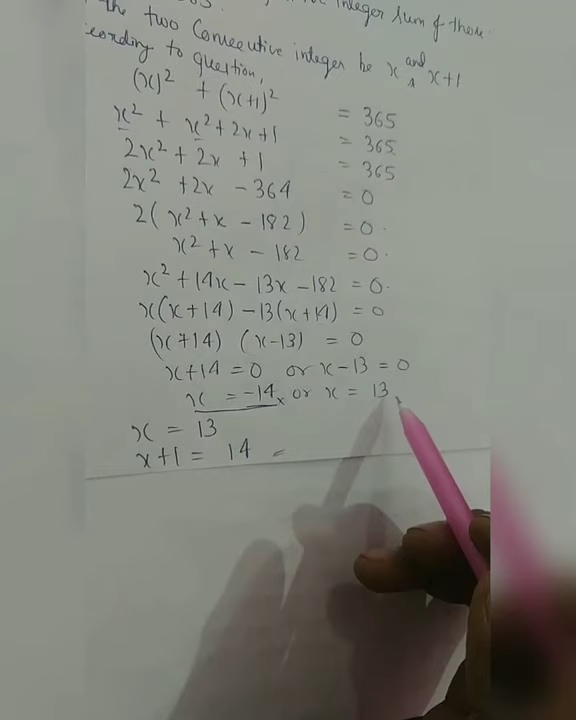 integer sum of these
the two consecutive integer be x and x+1
cording to question,
(x)² + (x+1)² = 365
x² + x² + 2x + 1 = 365
2x² + 2x + 1 = 365
2x² + 2x - 364 = 0
2(x² + x - 182) = 0.
x² + x - 182 = 0.
x² + 14x - 13x - 182 = 0.
x(x+14) - 13(x+14) = 0
(x+14) (x-13) = 0
x+14 = 0 or x-13 = 0
x = -14 x or x = 13
x = 13
x+1 = 14